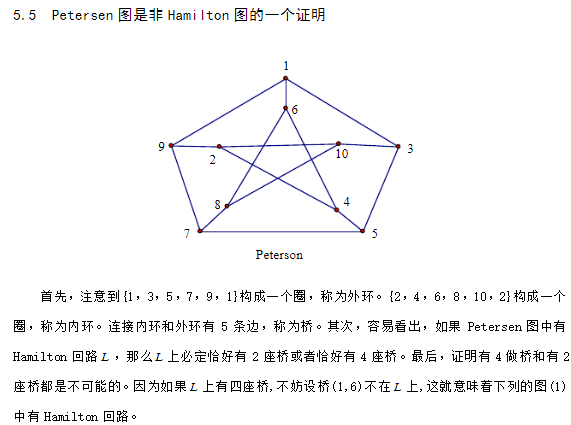 5.5 Petersen 图是非 Hamilton 图的一个证明
1
6
9
2
10
3
8
4
7
5
Peterson
首先，注意到{1，3，5，7，9，1}构成一个圈，称为外环。{2，4，6，8，10，2}构成一个
圈，称为内环。连接内环和外环有 5 条边，称为桥。其次，容易看出，如果 Petersen 图中有
Hamilton 回路 L ，那么 L 上必定恰好有 2 座桥或者恰好有 4 座桥。最后，证明有 4 做桥和有 2
座桥都是不可能的。因为如果 L 上有四座桥,不妨设桥(1,6)不在 L 上,这就意味着下列的图(1)
中有 Hamilton 回路。